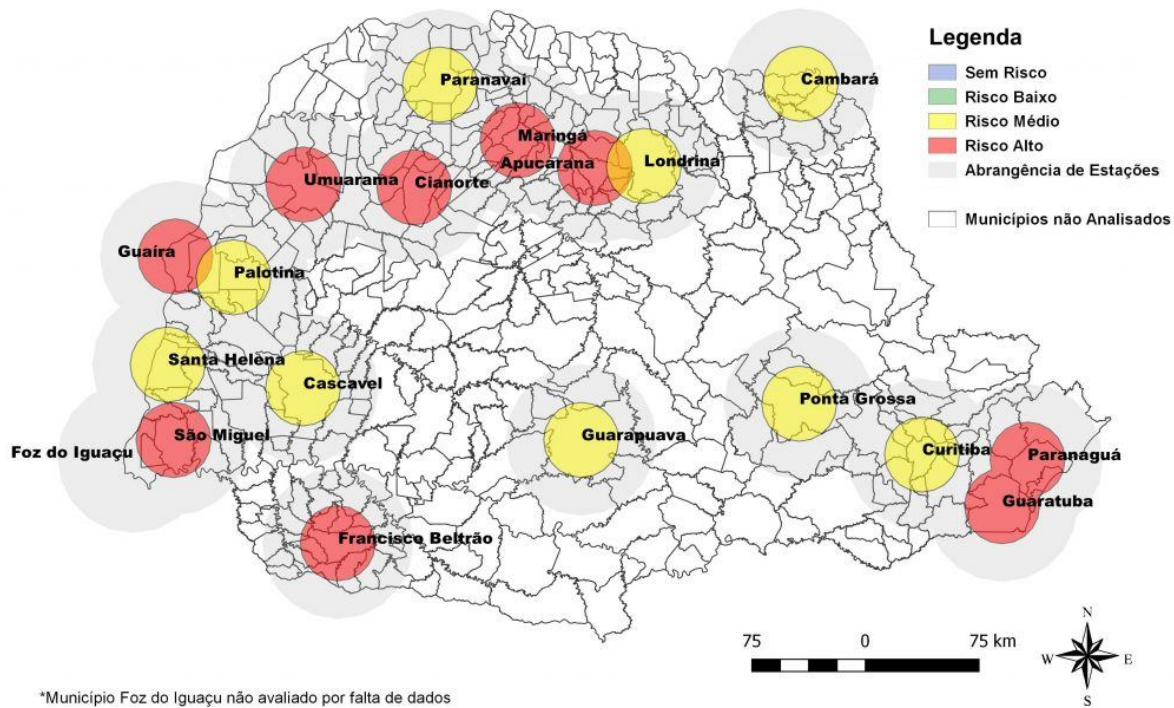 Legenda
Sem Risco
Risco Baixo
Risco Médio
Risco Alto
Abrangência de Estações
Municípios não Analisados
Paranavaí
Cambará
Maringá
Apucarana
Londrina
Umuarama
Cianorte
Guaíra
Palotina
Santa Helena
Cascavel
Ponta Grossa
São Miguel
Guarapuava
Foz do Iguaçu
Curitiba
Paranaguá
Guaratuba
Francisco Beltrão
75 0 75 km
N
W E
S
*Município Foz do Iguaçu não avaliado por falta de dados